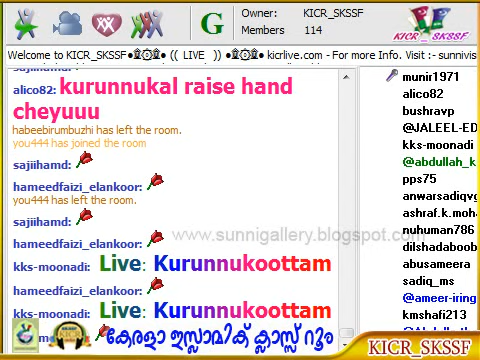 Owner: KICR_SKSSF
Members 114
G
KICR_SKSSF
Welcome to KICR_SKSSF●۩۞۩● (( LIVE )) ●۩۞۩● kicrlive.com - For more Info. Visit :- sunnivis
alico82: kurunnukal raise hand
cheyuuu
habeebirumbuzhi has left the room.
you444 has joined the room
sajiihamd:
hameedfaizi_elankoor:
you444 has left the room.
sajiihamd:
hameedfaizi_elankoor:
kks-moonadi: Live: Kurunnukoottam
hameedfaizi_elankoor:
kks-moonadi: Live: Kurunnukoottam
കേരളാ ഇസ്ലാമിക് ക്ലാസ്സ് റൂം
www.sunnigallery.blogspot.com
munir1971
alico82
bushravp
@JALEEL-ED
kks-moonadi
@abdullah_k
pps75
anwarsadiqvg
ashraf.k.moha
nuhuman786
dilshadaboob
abusameera
sadiq_ms
@ameer-iring
kmshafi213
KICR_SKSSF